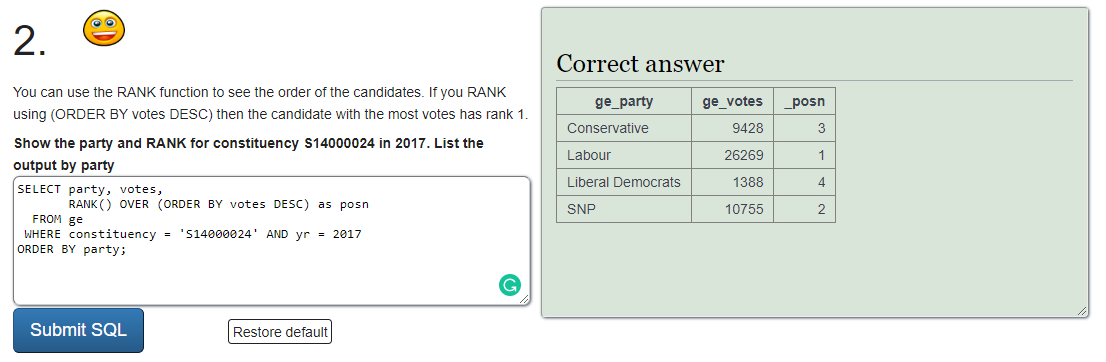 2.
You can use the RANK function to see the order of the candidates. If you RANK
using (ORDER BY votes DESC) then the candidate with the most votes has rank 1.
Show the party and RANK for constituency S14000024 in 2017. List the
output by party
SELECT party, votes,
RANK() OVER (ORDER BY votes DESC) as posn
FROM ge
WHERE constituency = 'S14000024' AND yr = 2017
ORDER BY party;
Submit SQL
Restore default
Correct answer
ge_party ge_votes _posn
Conservative 9428 3
Labour 26269 1
Liberal Democrats 1388 4
SNP 10755 2